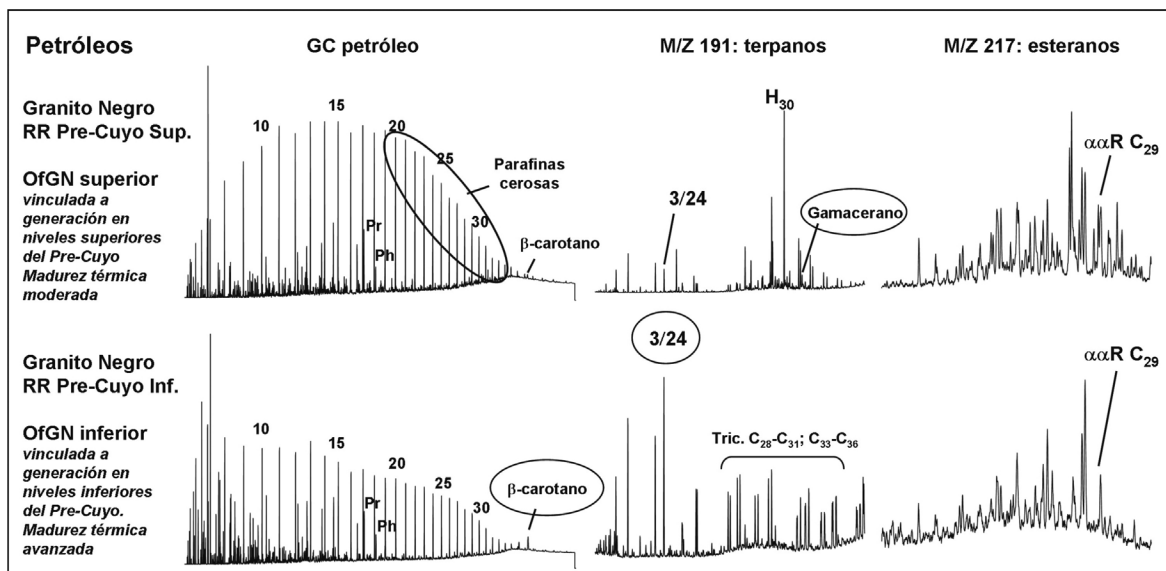 Petróleos
GC petróleo
M/Z 191: terpanos
M/Z 217: esteranos
Granito Negro
RR Pre-Cuyo Sup.
OfGN superior
vinculada a
generación en
niveles superiores
del Pre-Cuyo
Madurez térmica
moderada
10
15
20
25
30
Pr
Ph
Parafinas
cerosas
β-carotano
3/24
H30
Gamacerano
ααR C29
Granito Negro
RR Pre-Cuyo Inf.
OfGN inferior
vinculada a
generación en
niveles inferiores
del Pre-Cuyo.
Madurez térmica
avanzada
10
15
20
25
30
Pr
Ph
β-carotano
3/24
Tric. C28-C31; C33-C36
ααR C29